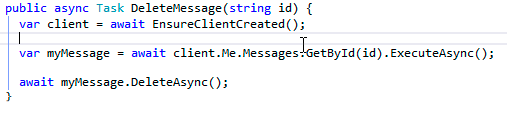 public async Task DeleteMessage(string id) {
var client = await EnsureClientCreated();
var myMessage = await client.Me.Messages.GetById(id).ExecuteAsync();
await myMessage.DeleteAsync();
}